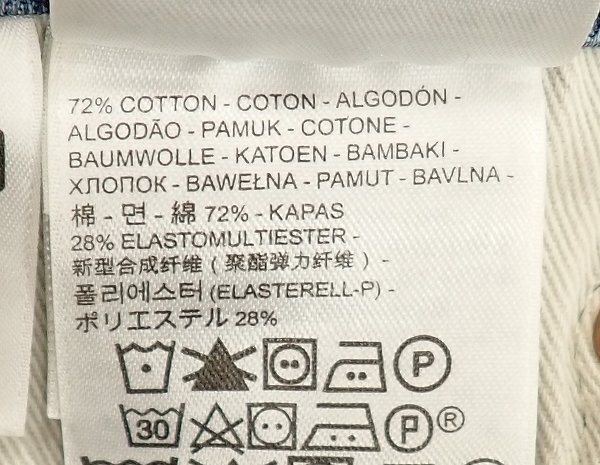 72% COTTON - COTON - ALGODÓN -
ALGODÃO - PAMUK - COTONE -
BAUMWOLLE - KATOEN - BAMBAKI -
ХЛОПОК - BAWEŁNA - PAMUT - BAVLNA -
棉 - 면 - 綿 72% - KAPAS
28% ELASTOMULTIESTER -
新型合成纤维（聚酯弹力纤维） -
폴리에스터 (ELASTERELL-P) -
ポリエステル 28%
P
30 P ®